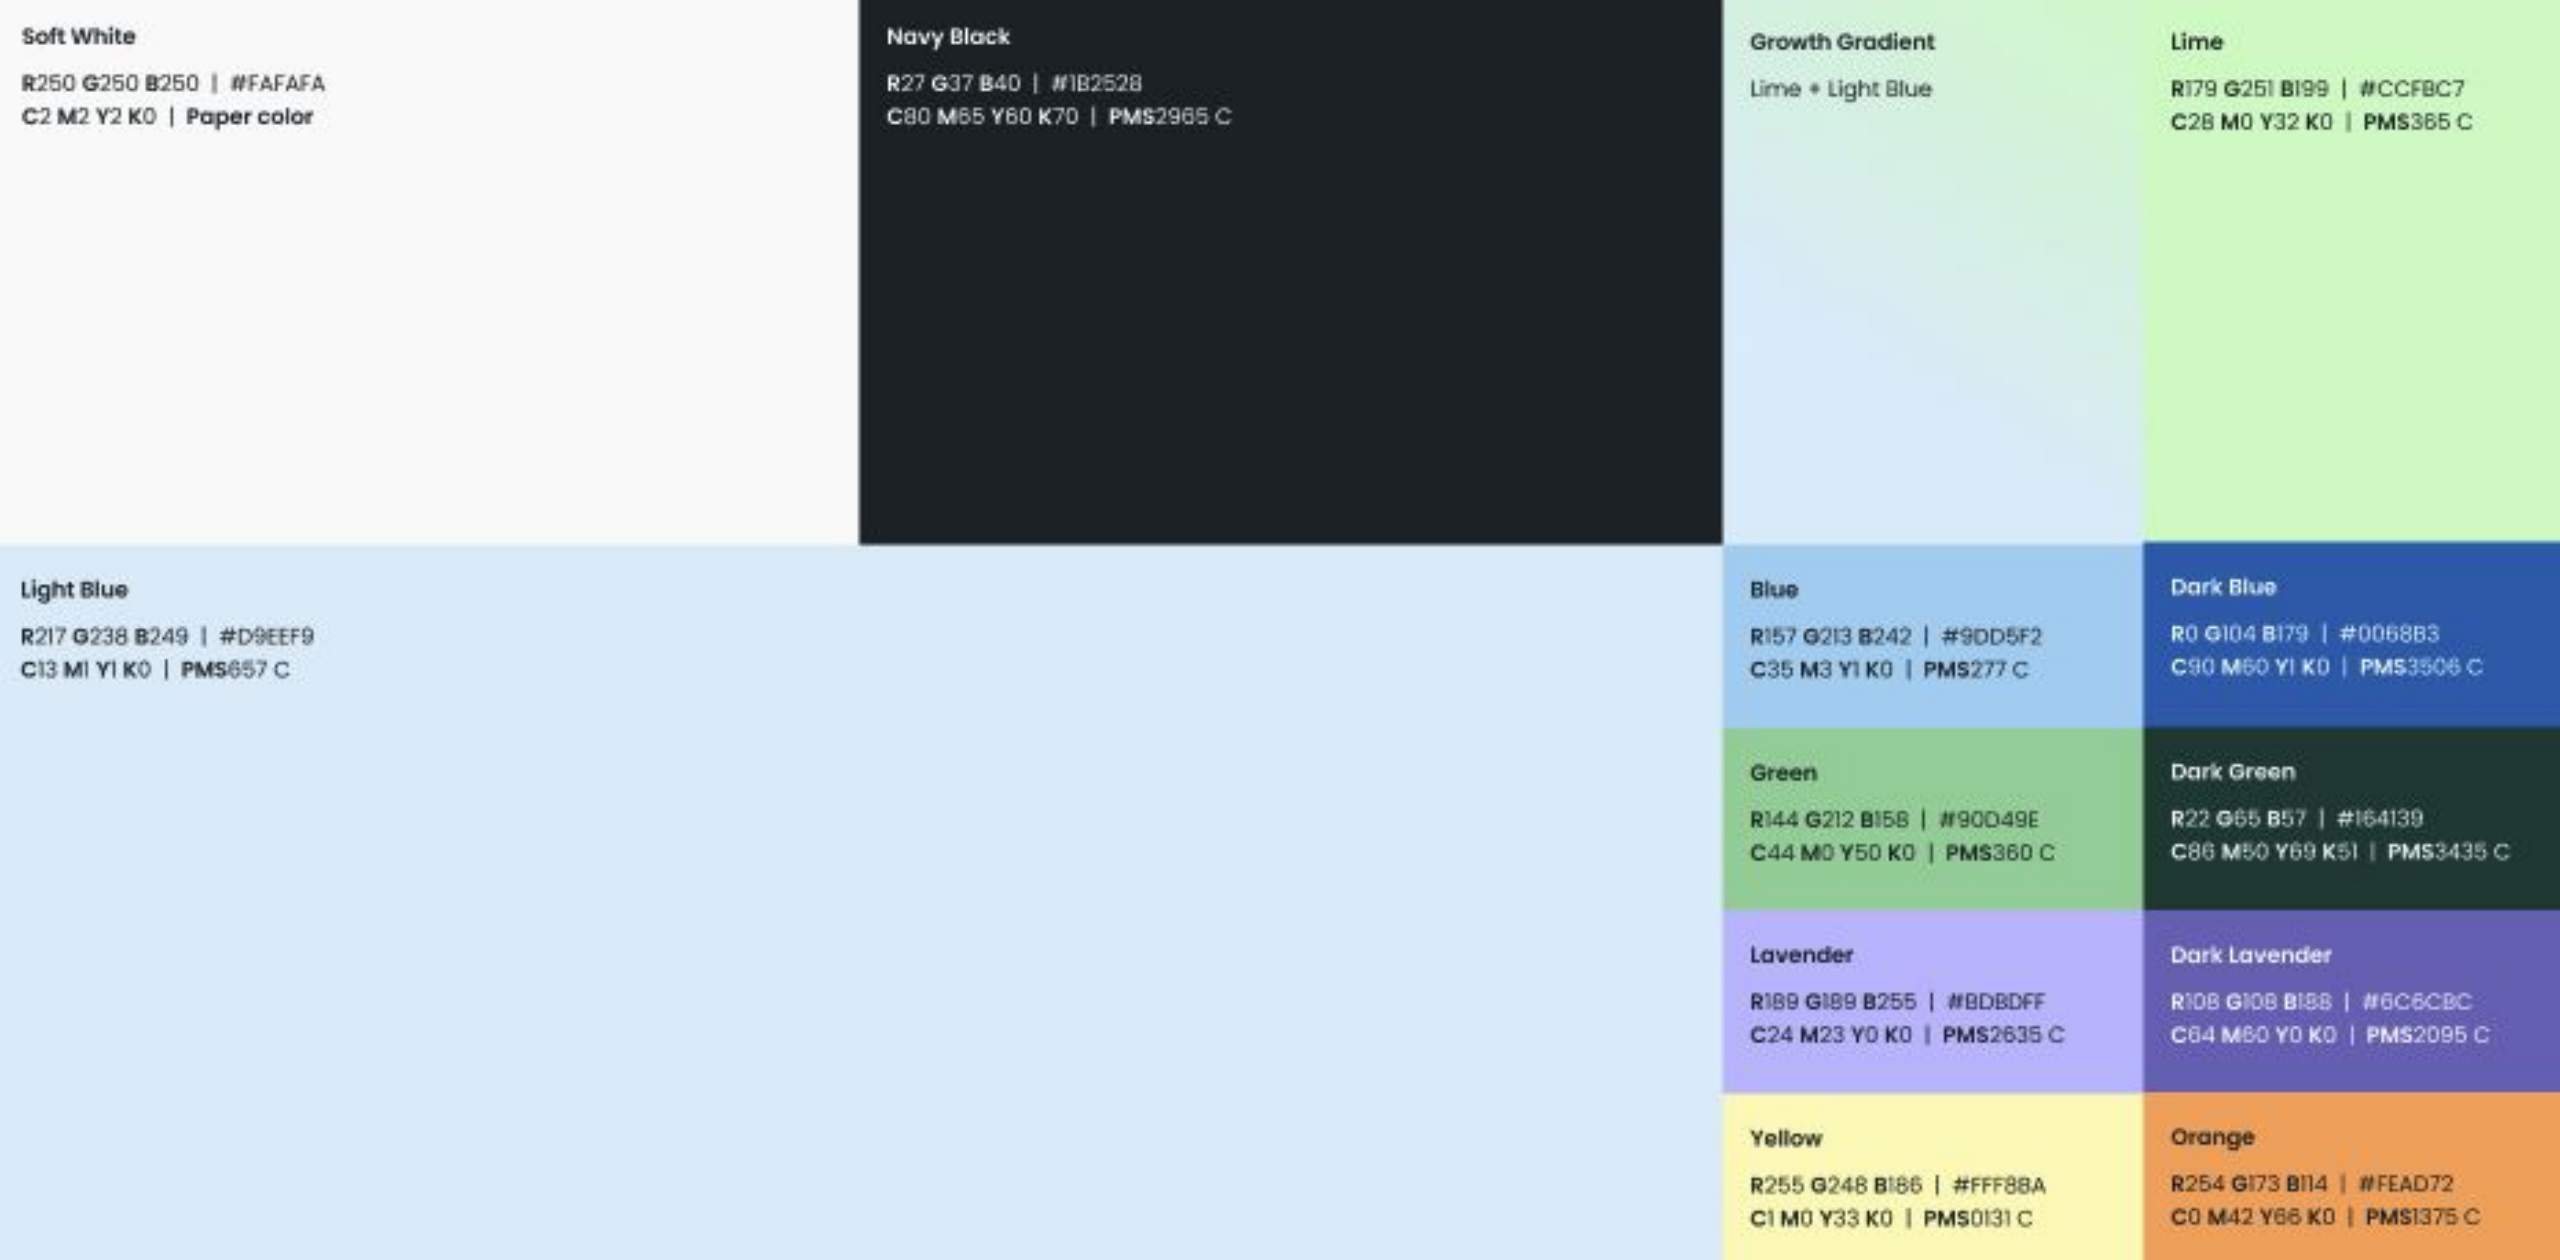 Soft White
R250 G250 B250 | #FAFAFA
C2 M2 Y2 K0 | Paper color
Navy Black
R27 G37 B40 | #1B2528
C80 M65 Y60 K70 | PMS2965 C
Growth Gradient
Lime + Light Blue
Lime
R179 G251 B199 | #CCFBC7
C28 M0 Y32 K0 | PMS365 C
Light Blue
R217 G238 B249 | #D9EEF9
C13 M1 Y1 K0 | PMS657 C
Blue
R157 G213 B242 | #9DD5F2
C35 M3 Y1 K0 | PMS277 C
Dark Blue
R0 G104 B179 | #0068B3
C90 M60 Y1 K0 | PMS3506 C
Green
R144 G212 B158 | #90D49E
C44 M0 Y50 K0 | PMS360 C
Dark Green
R22 G65 B57 | #164139
C86 M50 Y69 K51 | PMS3435 C
Lavender
R189 G189 B255 | #BDBDFF
C24 M23 Y0 K0 | PMS2635 C
Dark Lavender
R108 G108 B188 | #6C6CBC
C64 M60 Y0 K0 | PMS2095 C
Yellow
R255 G248 B186 | #FFF8BA
C1 M0 Y33 K0 | PMS0131 C
Orange
R254 G173 B114 | #FEAD72
C0 M42 Y66 K0 | PMS1375 C